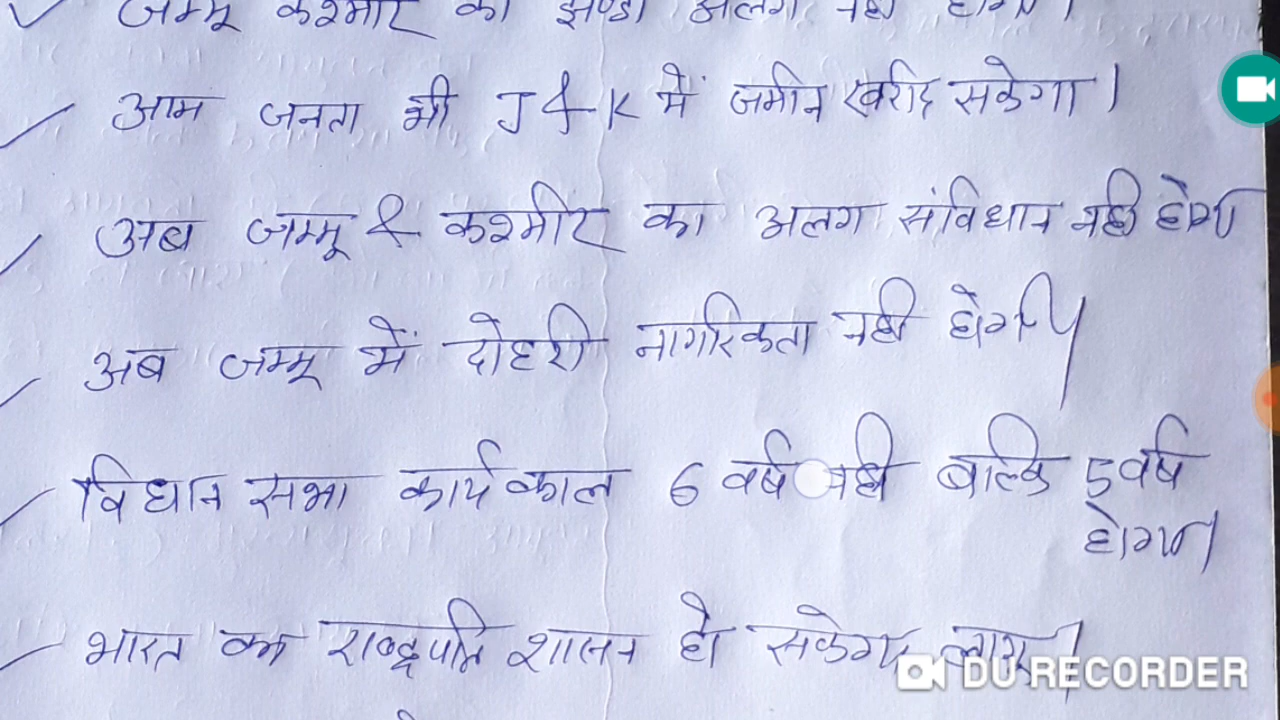 जम्मू कश्मीर का झण्डा अलग नही होगा।
आम जनता भी J & K में जमीन खरीद सकेगा।
अब जम्मू & कश्मीर का अलग संविधान नही होगा
अब जम्मू में दोहरी नागरिकता नही होगी।
विधान सभा कार्य काल 6 वर्ष नही बल्कि 5 वर्ष
होगा।
भारत का राष्ट्रपति शासन हो सकेगा लागू।
DU RECORDER